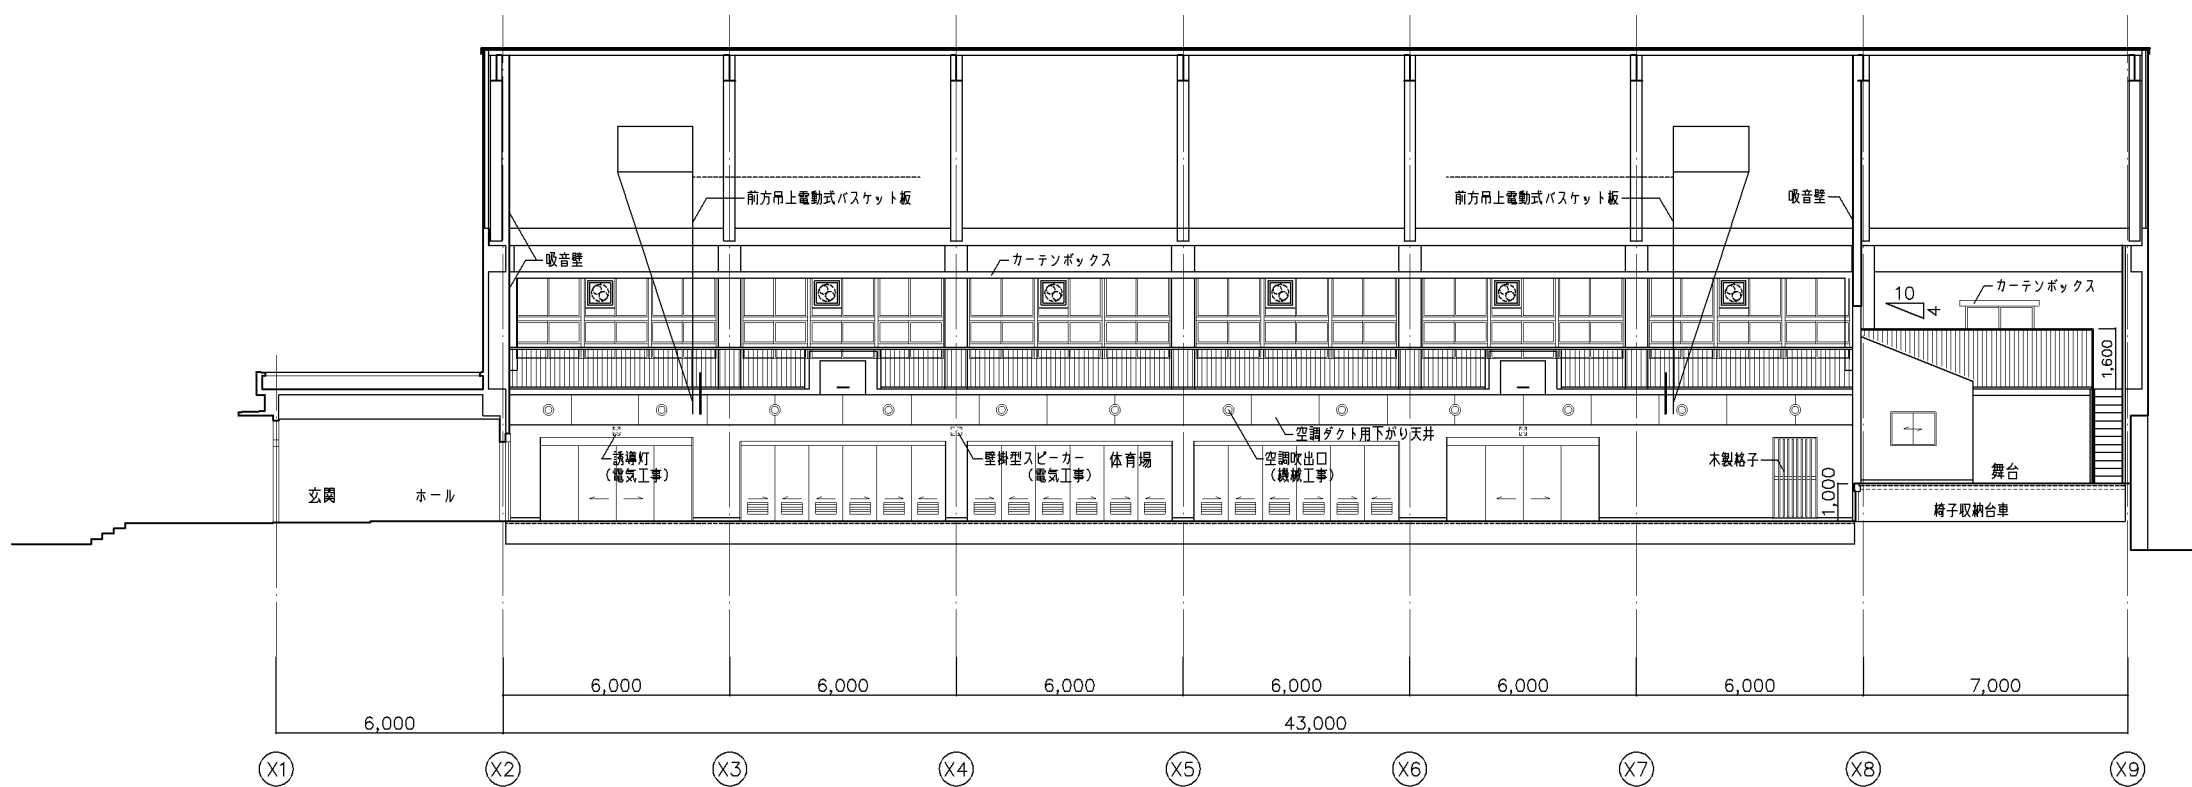 前方吊上電動式バスケット板
前方吊上電動式バスケット板
吸音壁
吸音壁
カーテンボックス
カーテンボックス
10
4
1,600
空調ダクト用下がり天井
誘導灯
(電気工事)
壁掛型スピーカー
(電気工事)
体育場
空調吹出口
(機械工事)
木製格子
1,000
舞台
玄関
ホール
椅子収納台車
6,000
6,000
6,000
6,000
6,000
6,000
7,000
6,000
43,000
X1
X2
X3
X4
X5
X6
X7
X8
X9